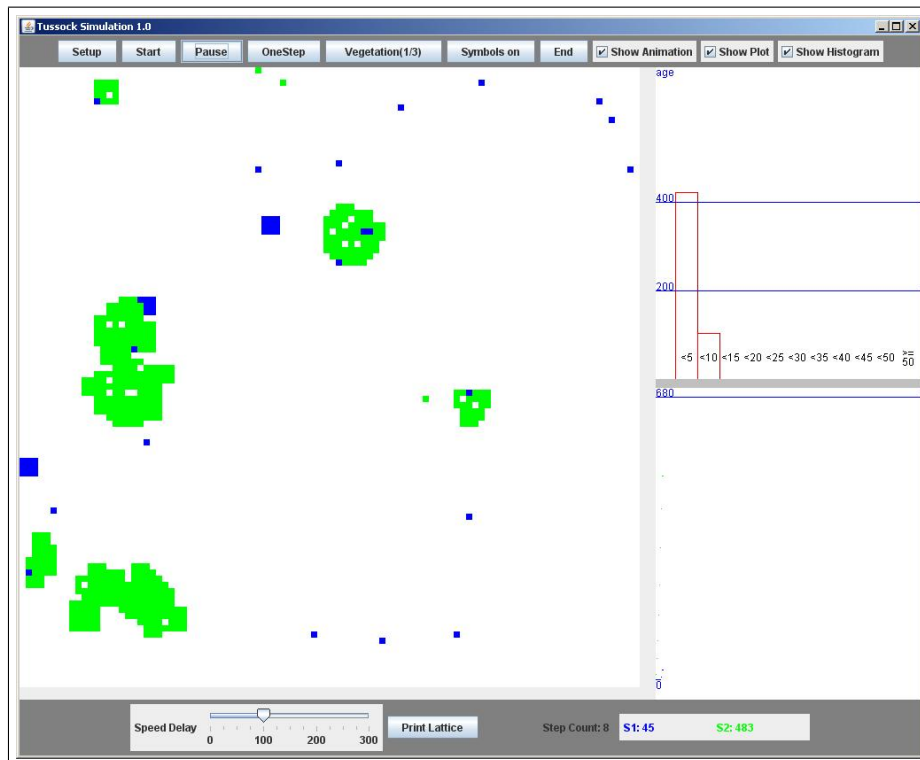 Tussock Simulation 1.0
Setup Start Pause OneStep Vegetation(1/3) Symbols on End Show Animation Show Plot Show Histogram
age
400
200
<5 <10 <15 <20 <25 <30 <35 <40 <45 <50 >= 50
680
0
Speed Delay 0 100 200 300 Print Lattice Step Count: 8 S1: 45 S2: 483